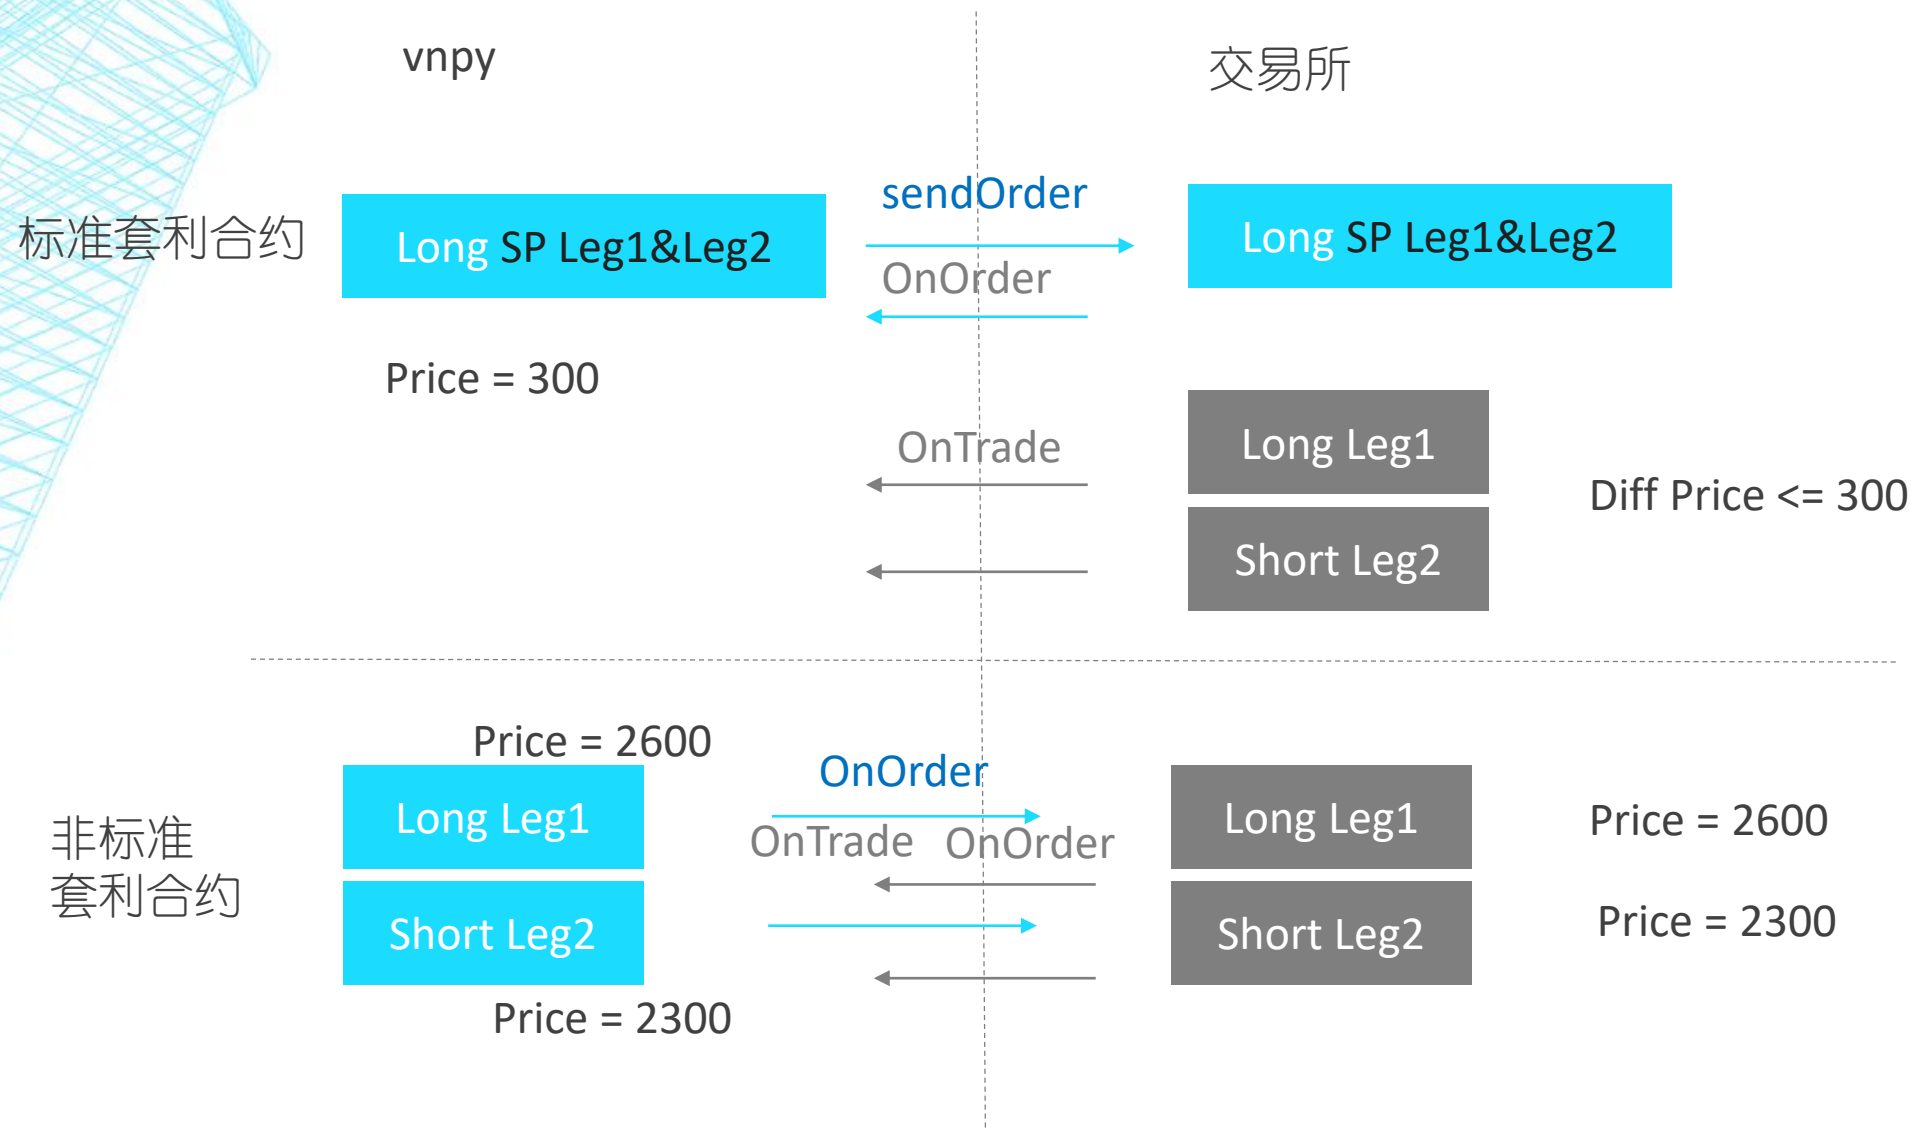 vnpy
交易所
标准套利合约
Long SP Leg1&Leg2
sendOrder
Long SP Leg1&Leg2
OnOrder
Price = 300
OnTrade
Long Leg1
Diff Price <= 300
Short Leg2
Price = 2600
OnOrder
非标准
套利合约
Long Leg1
OnTrade
OnOrder
Long Leg1
Price = 2600
Short Leg2
Short Leg2
Price = 2300
Price = 2300